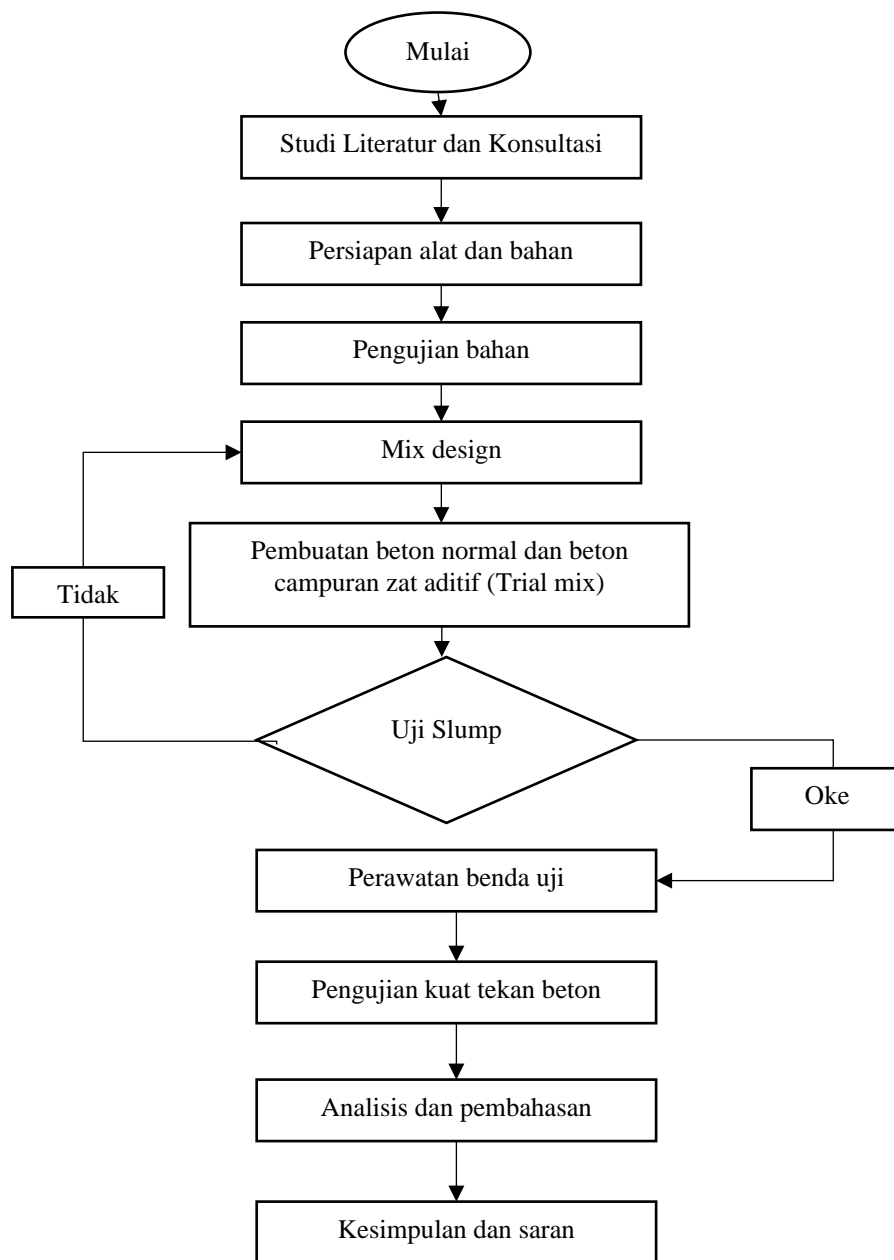 Mulai
Studi Literatur dan Konsultasi
Persiapan alat dan bahan
Pengujian bahan
Mix design
Pembuatan beton normal dan beton
campuran zat aditif (Trial mix)
Tidak
Uji Slump
Oke
Perawatan benda uji
Pengujian kuat tekan beton
Analisis dan pembahasan
Kesimpulan dan saran